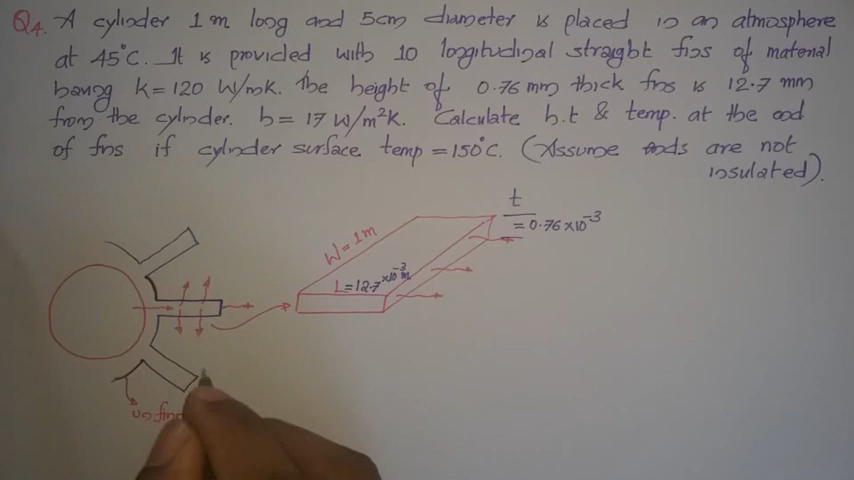 Q4. A cylinder 1m long and 5cm diameter is placed in an atmosphere
at 45°C. It is provided with 10 longitudinal straight fins of material
having k = 120 W/mK. The height of 0.76 mm thick fins is 12.7 mm
from the cylinder. h = 17 W/m²K. Calculate h.t & temp. at the end
of fins if cylinder surface temp = 150°C. (Assume ends are not
insulated).
t
= 0.76×10⁻³
W = 1m
L = 12.7×10⁻³ m